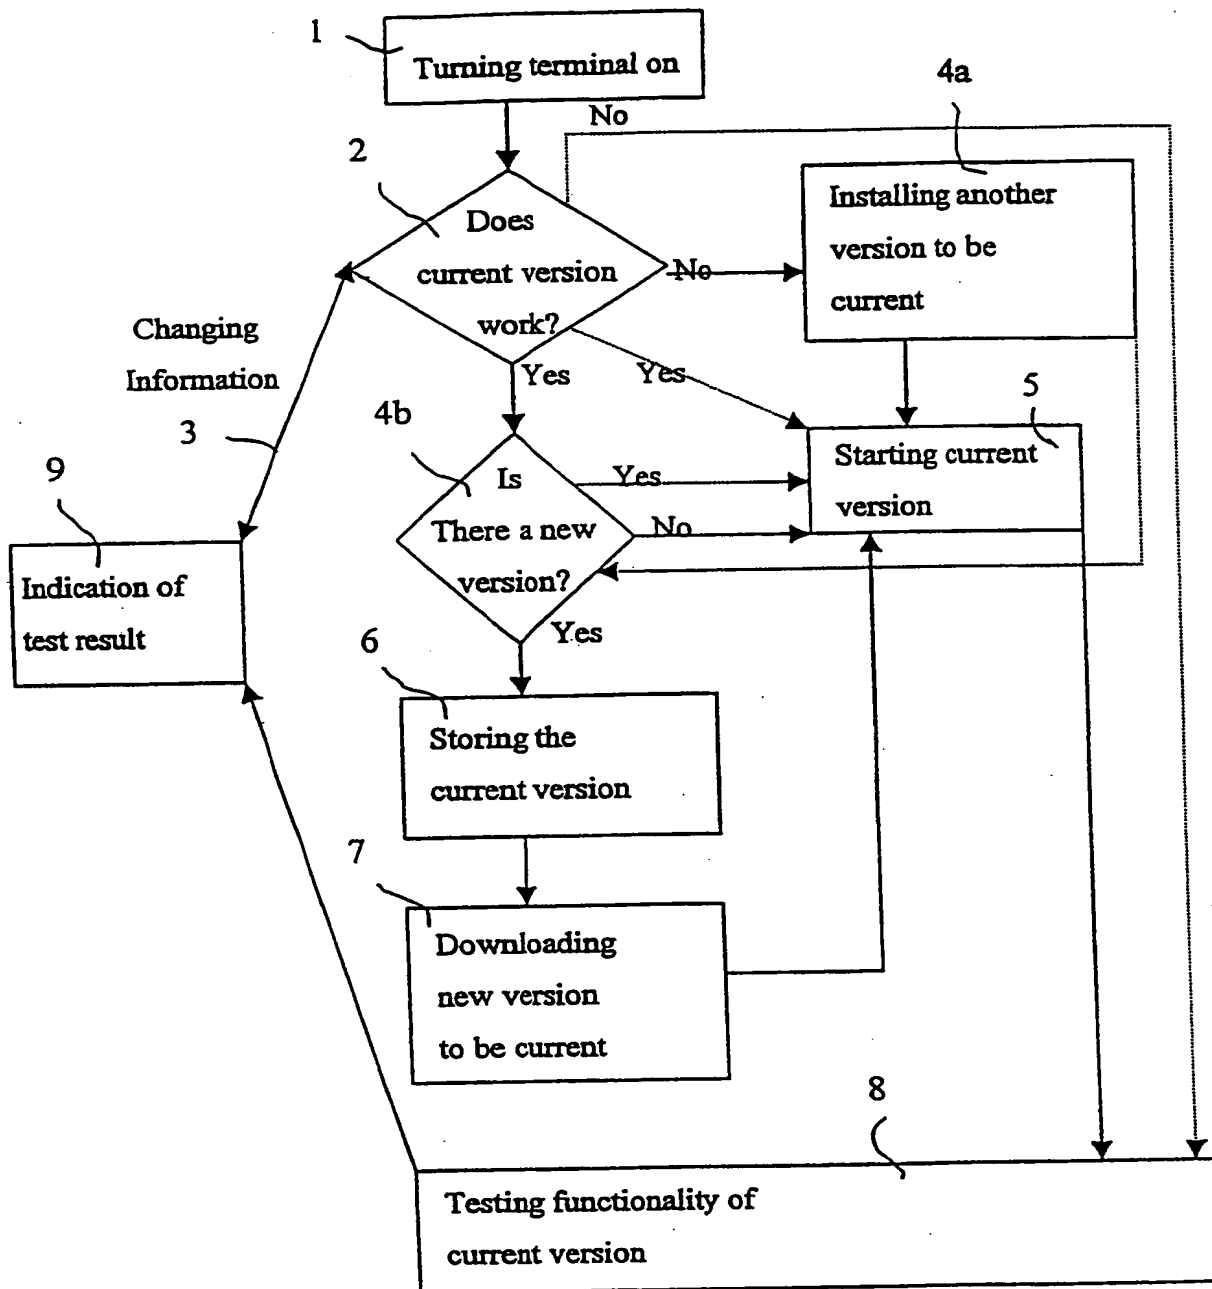 1
Turning terminal on
No
4a
2
Installing another
version to be
current
Does
current version
work?
No
Changing
Information
3
Yes
Yes
4b
5
Starting current
version
9
Is
There a new
version?
Yes
No
Indication of
test result
Yes
6
Storing the
current version
7
Downloading
new version
to be current
8
Testing functionality of
current version